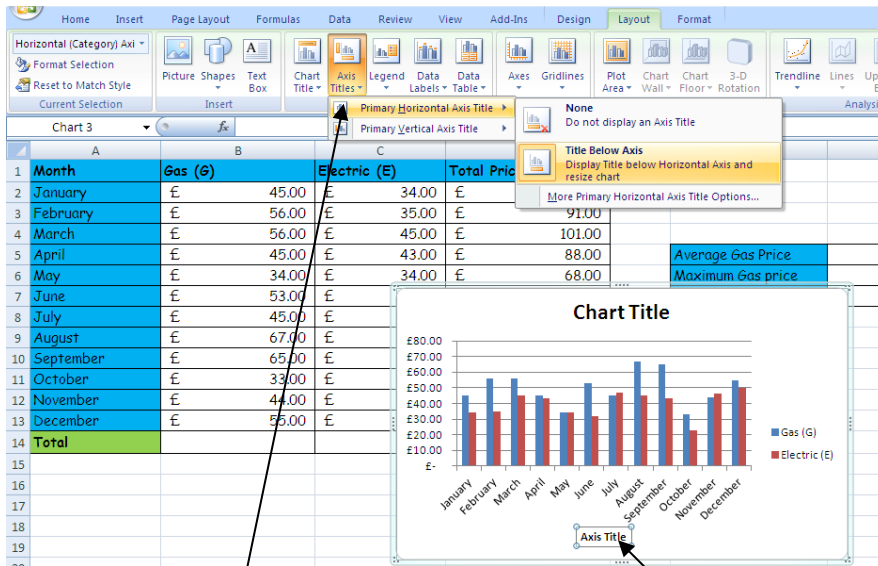 Home Insert Page Layout Formulas Data Review View Add-Ins Design Layout Format
Horizontal (Category) Axi
Format Selection
Reset to Match Style
Current Selection
Picture Shapes Text Box
Insert
Chart Title Axis Titles Legend Data Labels Data Table
Axes Gridlines
Plot Area Chart Wall Chart Floor 3-D Rotation
Trendline Lines Up
Analysi
Primary Horizontal Axis Title
Primary Vertical Axis Title
None
Do not display an Axis Title
Title Below Axis
Display Title below Horizontal Axis and
resize chart
More Primary Horizontal Axis Title Options...
Chart 3 fx
A B C
1 Month Gas (G) Electric (E) Total Pric
2 January £ 45.00 £ 34.00 £
3 February £ 56.00 £ 35.00 £ 91.00
4 March £ 56.00 £ 45.00 £ 101.00
5 April £ 45.00 £ 43.00 £ 88.00 Average Gas Price
6 May £ 34.00 £ 34.00 £ 68.00 Maximum Gas price
7 June £ 53.00 £
8 July £ 45.00 £
9 August £ 67.00 £
10 September £ 65.00 £
11 October £ 33.00 £
12 November £ 44.00 £
13 December £ 55.00 £
14 Total
15
16
17
18
19
Chart Title
£80.00
£70.00
£60.00
£50.00
£40.00
£30.00
£20.00
£10.00
£-
January February March April May June July August September October November December
Gas (G)
Electric (E)
Axis Title